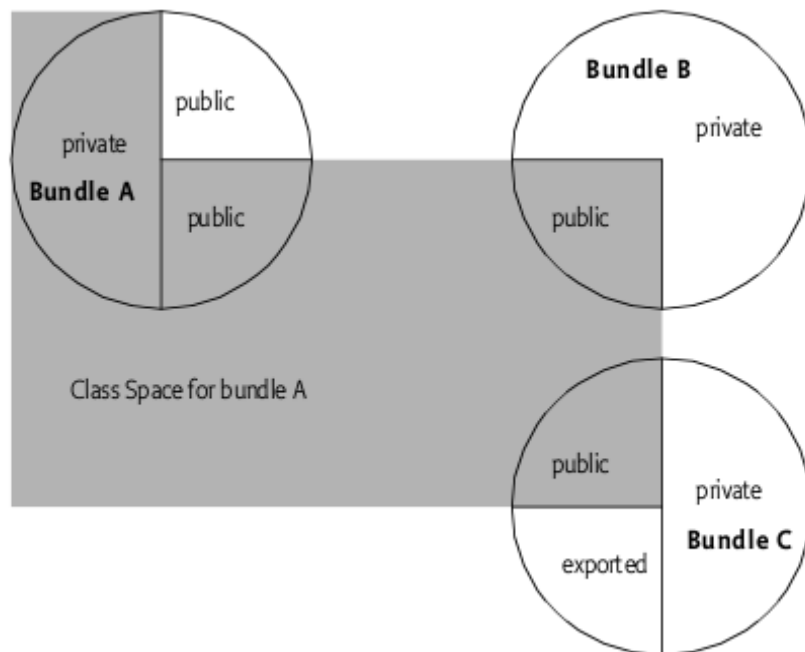 public
private
Bundle A
public
Bundle B
private
public
Class Space for bundle A
public
private
Bundle C
exported